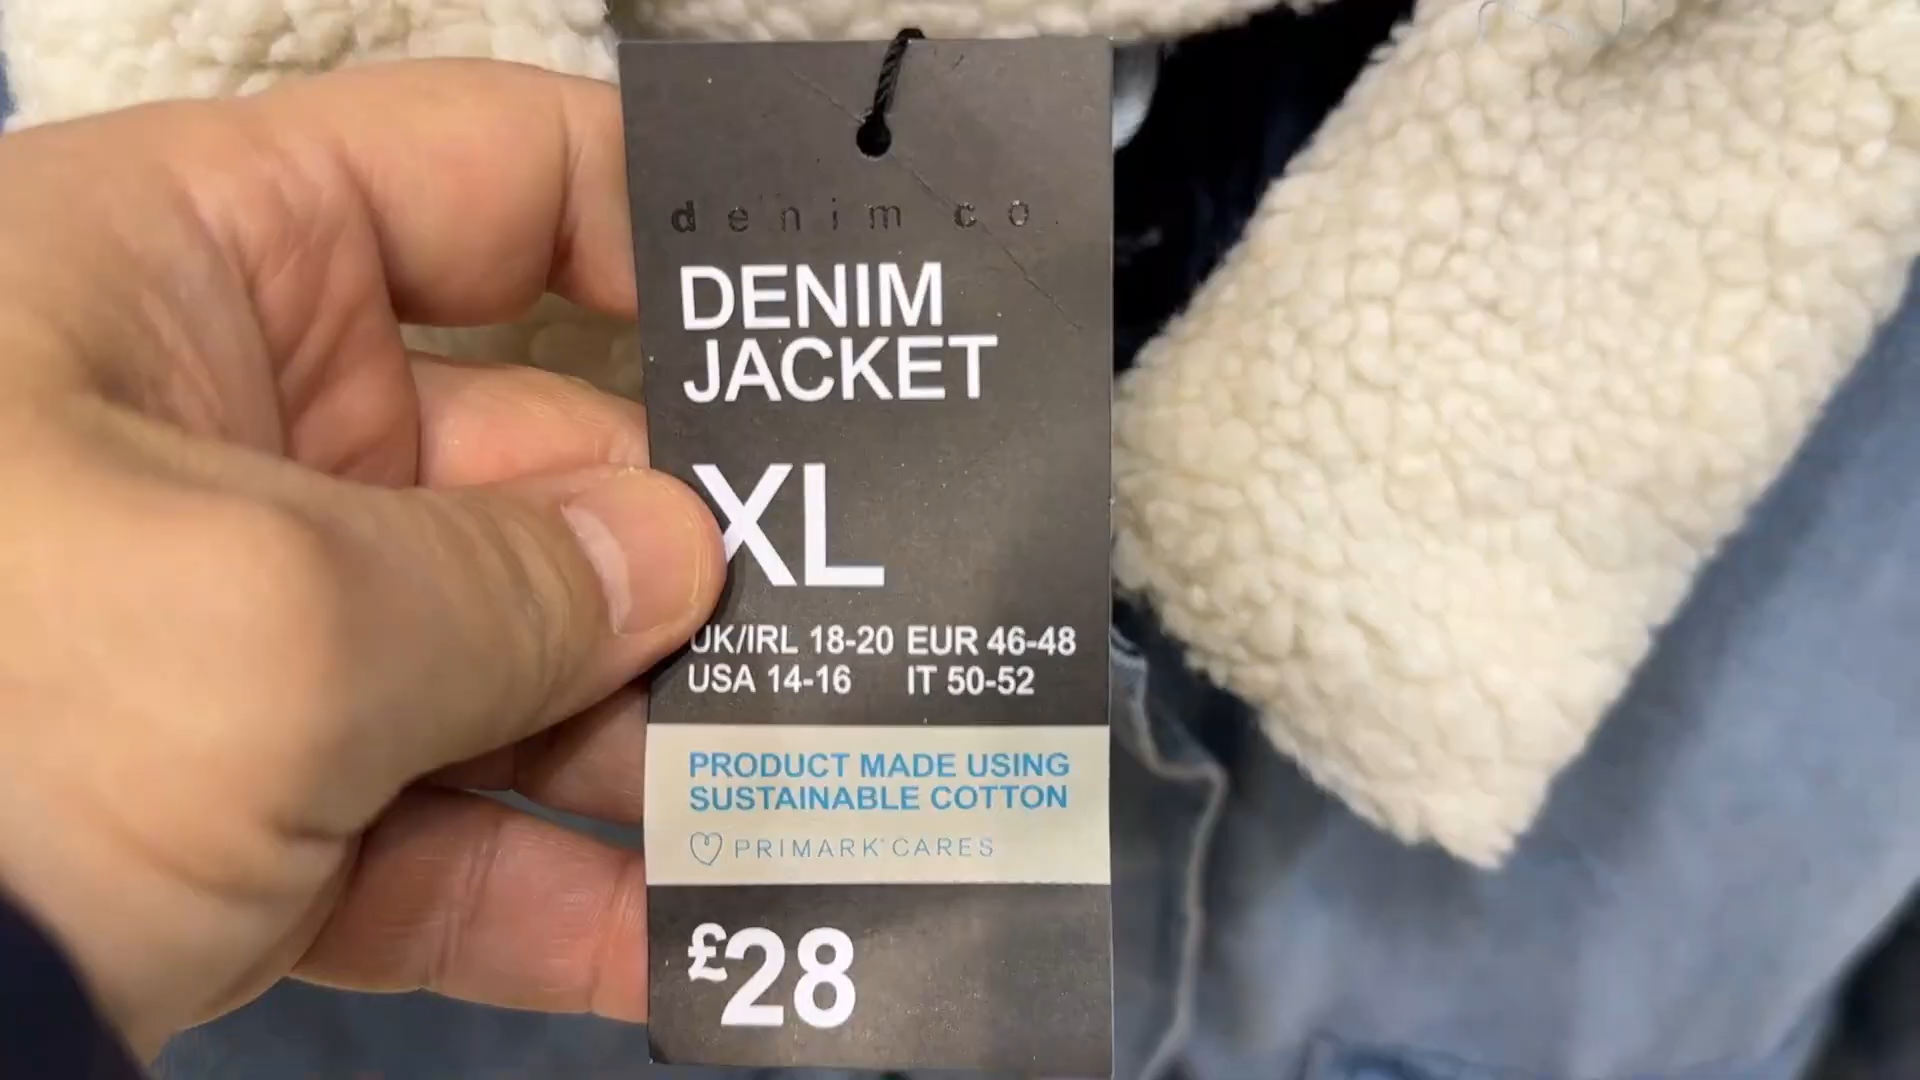 denim co.
DENIM
JACKET
XL
UK/IRL 18-20 EUR 46-48
USA 14-16 IT 50-52
PRODUCT MADE USING
SUSTAINABLE COTTON
PRIMARK® CARES
£28